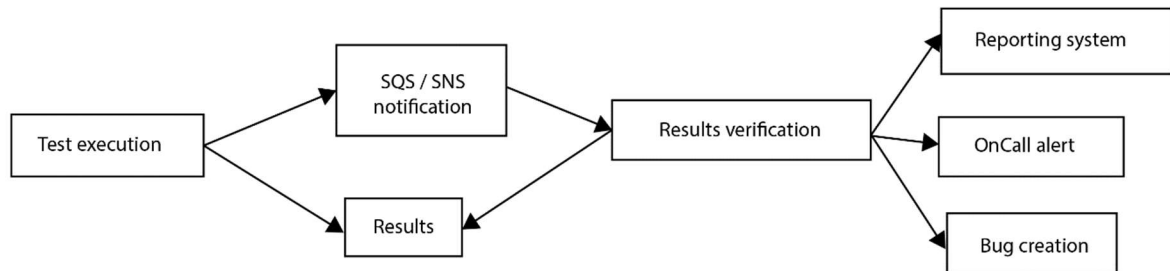 Test execution
SQS / SNS
notification
Results
Results verification
Reporting system
OnCall alert
Bug creation